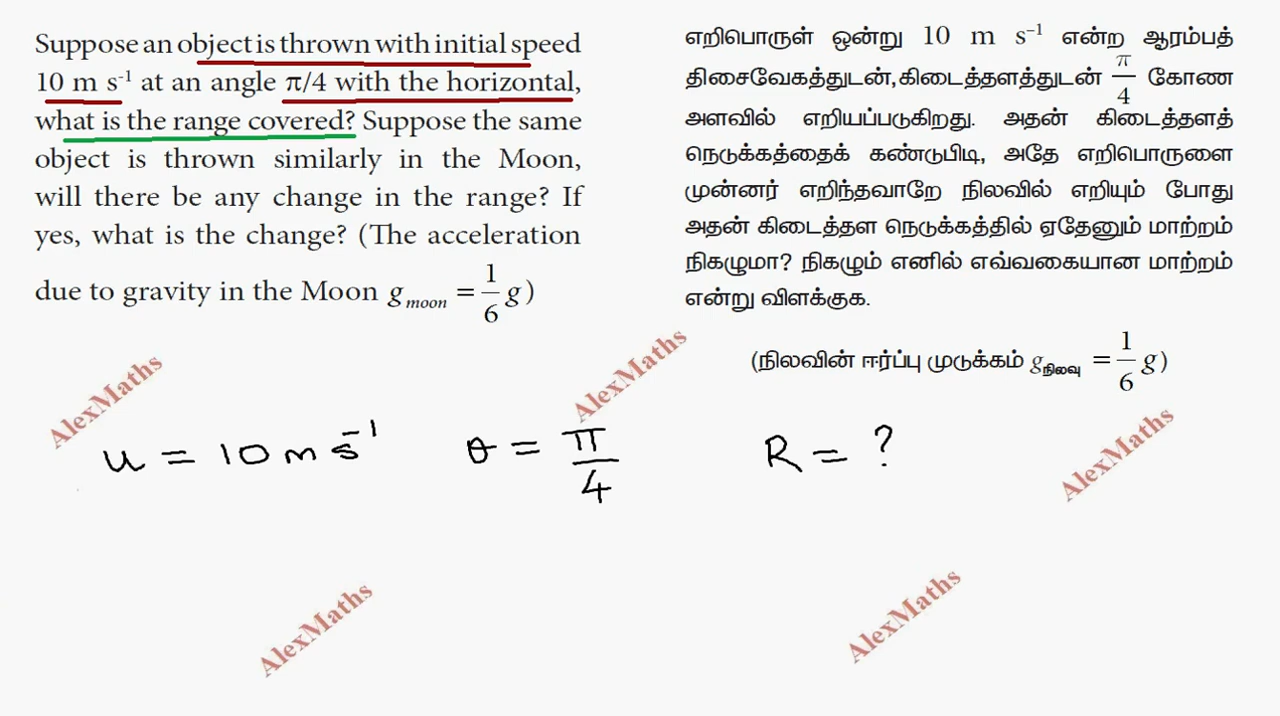 Suppose an object is thrown with initial speed
10 m s⁻¹ at an angle π/4 with the horizontal,
what is the range covered? Suppose the same
object is thrown similarly in the Moon,
will there be any change in the range? If
yes, what is the change? (The acceleration
due to gravity in the Moon g_moon = 1/6 g)
எறிபொருள் ஒன்று 10 m s⁻¹ என்ற ஆரம்பத்
திசைவேகத்துடன்,கிடைத்தளத்துடன் π/4 கோண
அளவில் எறியப்படுகிறது. அதன் கிடைத்தளத்
நெடுக்கத்தைக் கண்டுபிடி, அதே எறிபொருளை
முன்னர் எறிந்தவாறே நிலவில் எறியும் போது
அதன் கிடைத்தள நெடுக்கத்தில் ஏதேனும் மாற்றம்
நிகழுமா? நிகழும் எனில் எவ்வகையான மாற்றம்
என்று விளக்குக.
(நிலவின் ஈர்ப்பு முடுக்கம் g_நிலவு = 1/6 g)
AlexMaths
AlexMaths
AlexMaths
u = 10 m s⁻¹ θ = π/4 R = ?
AlexMaths
AlexMaths